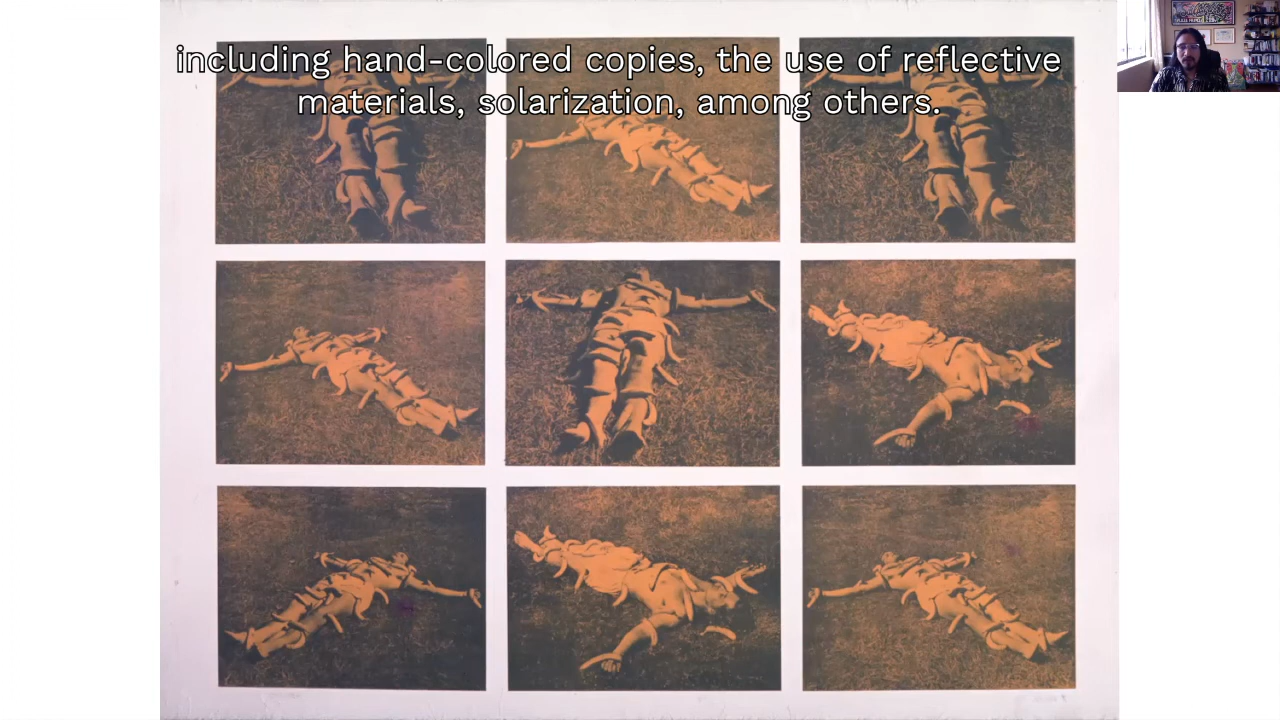 including hand-colored copies, the use of reflective
materials, solarization, among others.